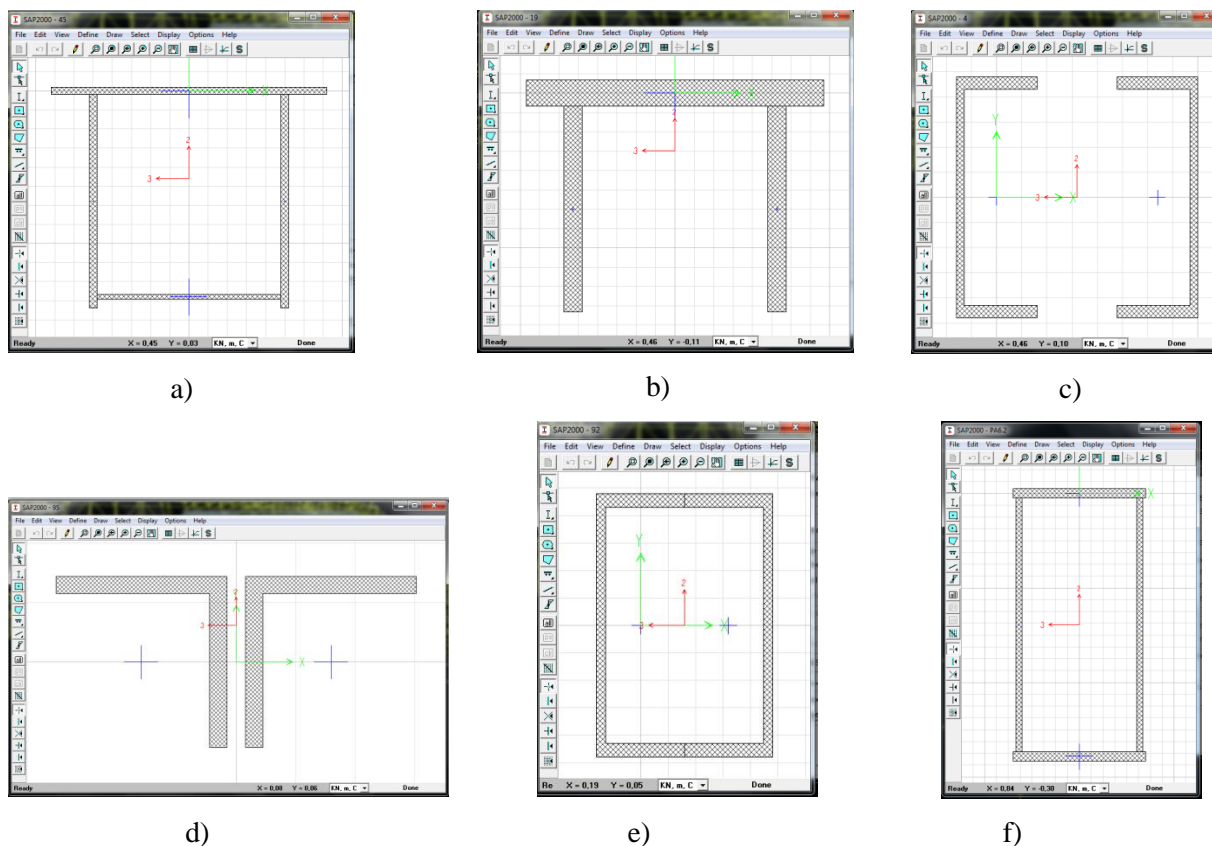 SAP2000 - 45
File Edit View Define Draw Select Display Options Help
X
2
3
Ready X = 0,45 Y = 0,03 KN, m, C Done
a)
SAP2000 - 19
File Edit View Define Draw Select Display Options Help
X
2
3
Ready X = 0,46 Y = -0,11 KN, m, C Done
b)
SAP2000 - 4
File Edit View Define Draw Select Display Options Help
Y
2
3
X
Ready X = 0,46 Y = 0,10 KN, m, C Done
c)
SAP2000 - 95
File Edit View Define Draw Select Display Options Help
2
3
X
Ready X = 0,08 Y = 0,06 KN, m, C Done
d)
SAP2000 - 92
File Edit View Define Draw Select Display Options Help
Y
2
3
X
Re X = 0,19 Y = 0,05 KN, m, C Done
e)
SAP2000 - PA6.2
File Edit View Define Draw Select Display Options Help
X
2
3
Ready X = 0,04 Y = -0,30 KN, m, C Done
f)